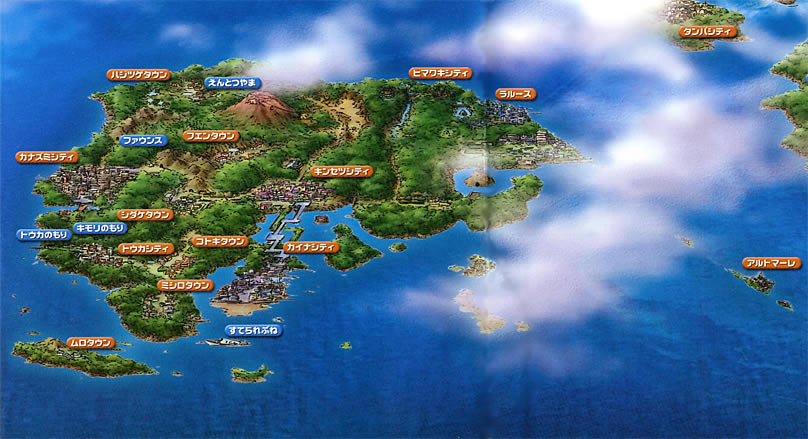 タンバシティ
ハジツゲタウン
えんとつやま
ヒマワキシティ
ラルース
ファウンス
フエンタウン
カナズミシティ
キンセツシティ
シダケタウン
キモリのもり
トウカのもり
トウカシティ
コトキタウン
カイナシティ
アルトマーレ
ミシロタウン
すてられぶね
ムロタウン